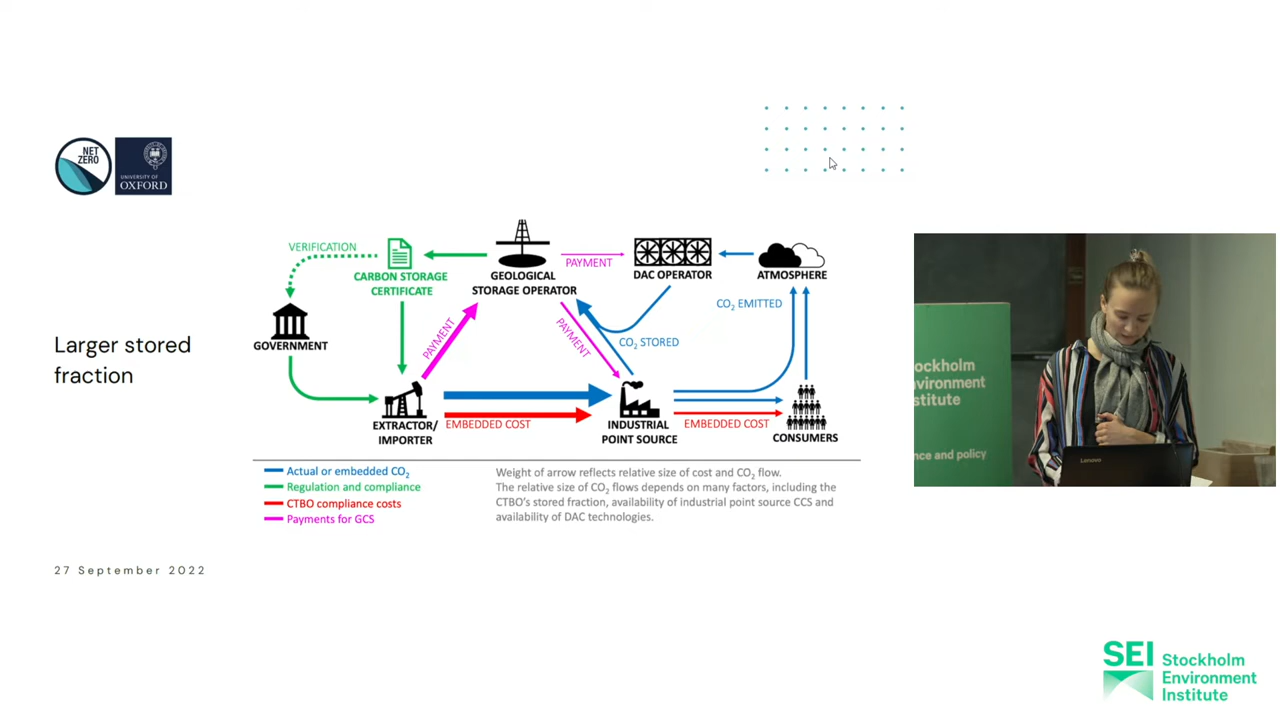 NET
ZERO
UNIVERSITY OF
OXFORD
Larger stored
fraction
27 September 2022
VERIFICATION
CARBON STORAGE
CERTIFICATE
GEOLOGICAL
STORAGE OPERATOR
PAYMENT
DAC OPERATOR
ATMOSPHERE
GOVERNMENT
PAYMENT
PAYMENT
CO₂ STORED
CO₂ EMITTED
EXTRACTOR/
IMPORTER
EMBEDDED COST
INDUSTRIAL
POINT SOURCE
EMBEDDED COST
CONSUMERS
Actual or embedded CO₂
Regulation and compliance
CTBO compliance costs
Payments for GCS
Weight of arrow reflects relative size of cost and CO₂ flow.
The relative size of CO₂ flows depends on many factors, including the
CTBO's stored fraction, availability of industrial point source CCS and
availability of DAC technologies.
tockholm
vironment
stitute
nce and policy
Lenovo
SEI Stockholm
Environment
Institute